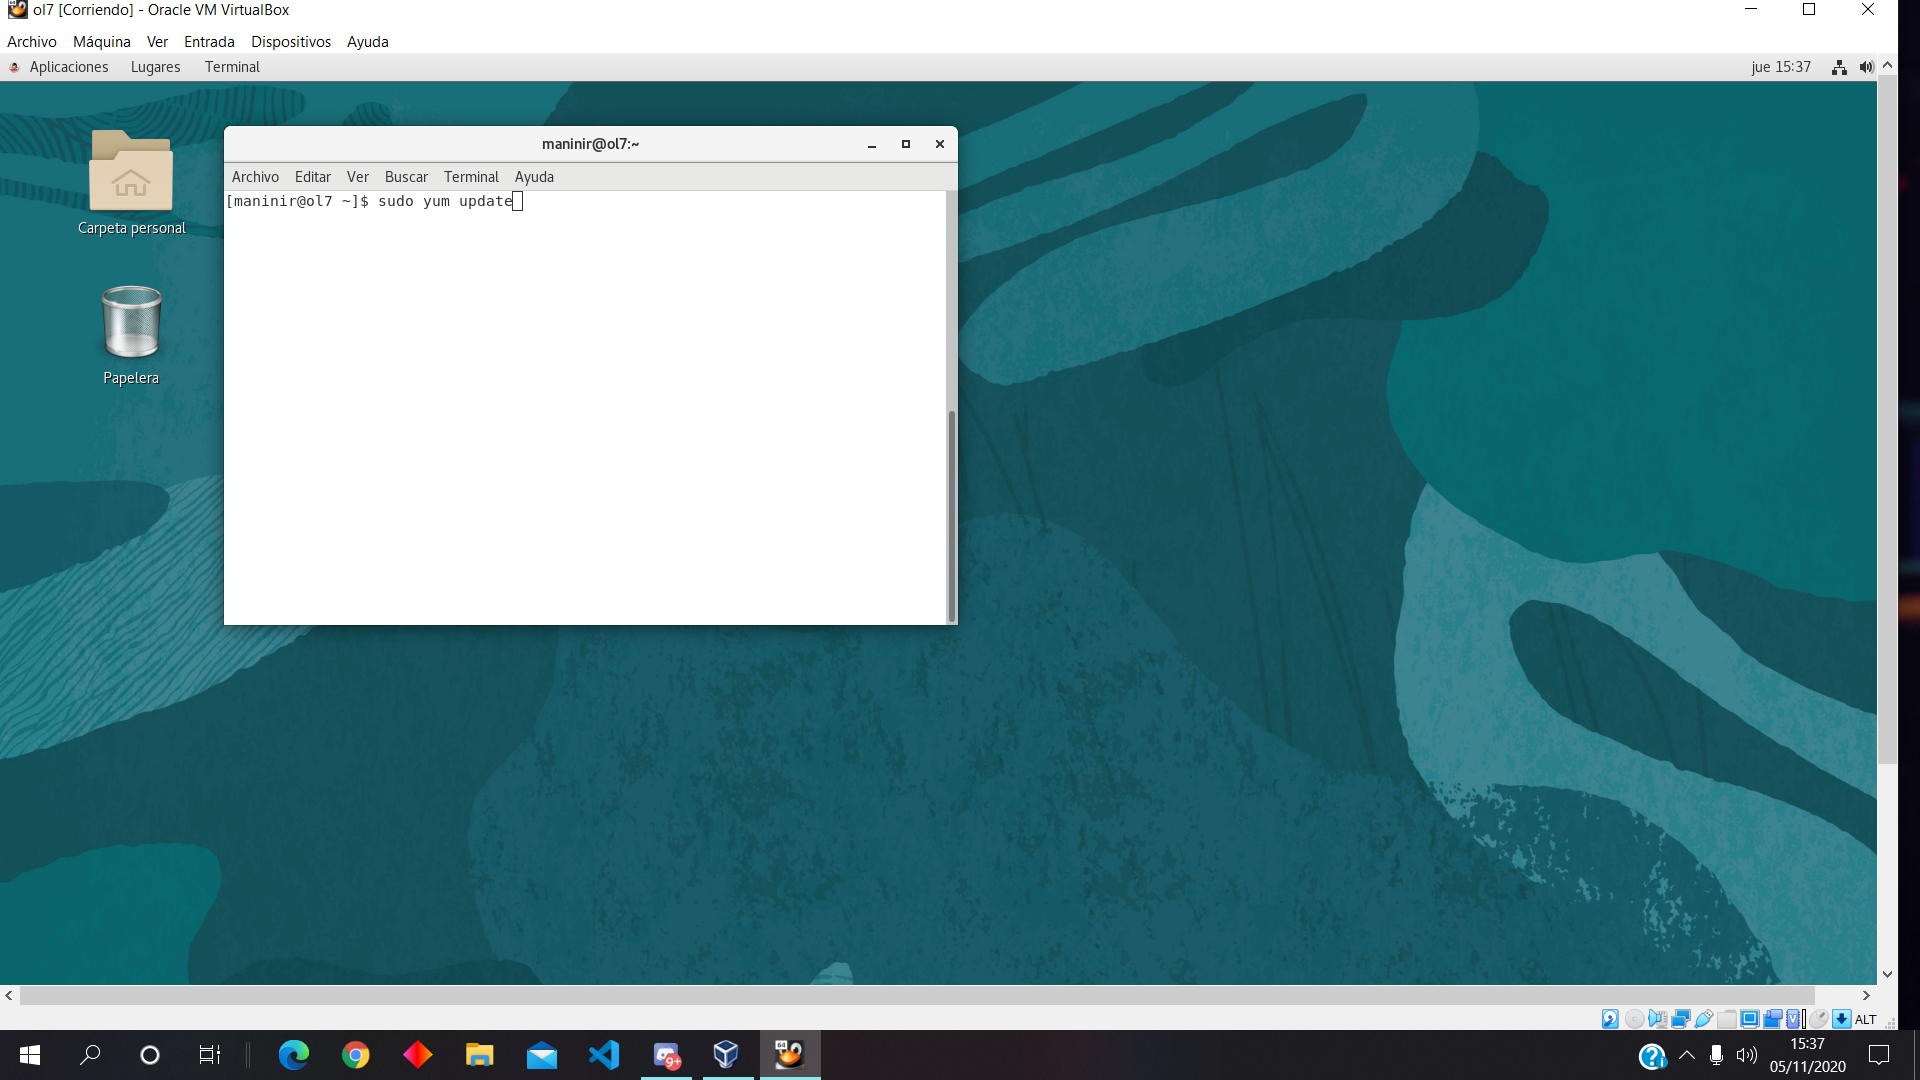 ol7 [Corriendo] - Oracle VM VirtualBox
Archivo Máquina Ver Entrada Dispositivos Ayuda
Aplicaciones Lugares Terminal jue 15:37
maninir@ol7:~
Archivo Editar Ver Buscar Terminal Ayuda
[maninir@ol7 ~]$ sudo yum update
Carpeta personal
Papelera
ALT
9+
64
15:37
05/11/2020